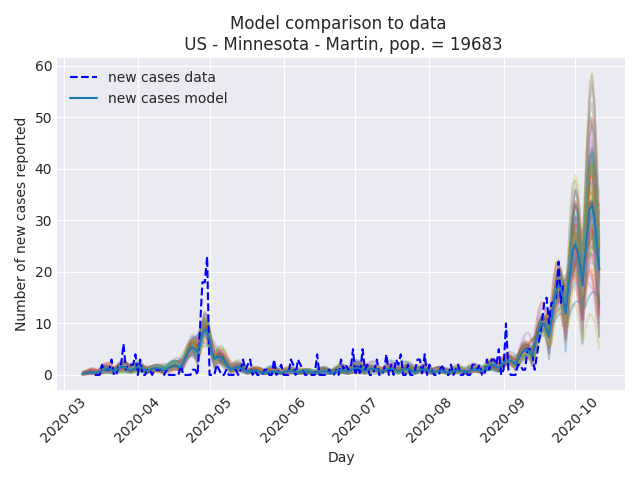 Model comparison to data
US - Minnesota - Martin, pop. = 19683
new cases data
new cases model
Number of new cases reported
60
50
40
30
20
10
0
2020-03
2020-04
2020-05
2020-06
2020-07
2020-08
2020-09
2020-10
Day